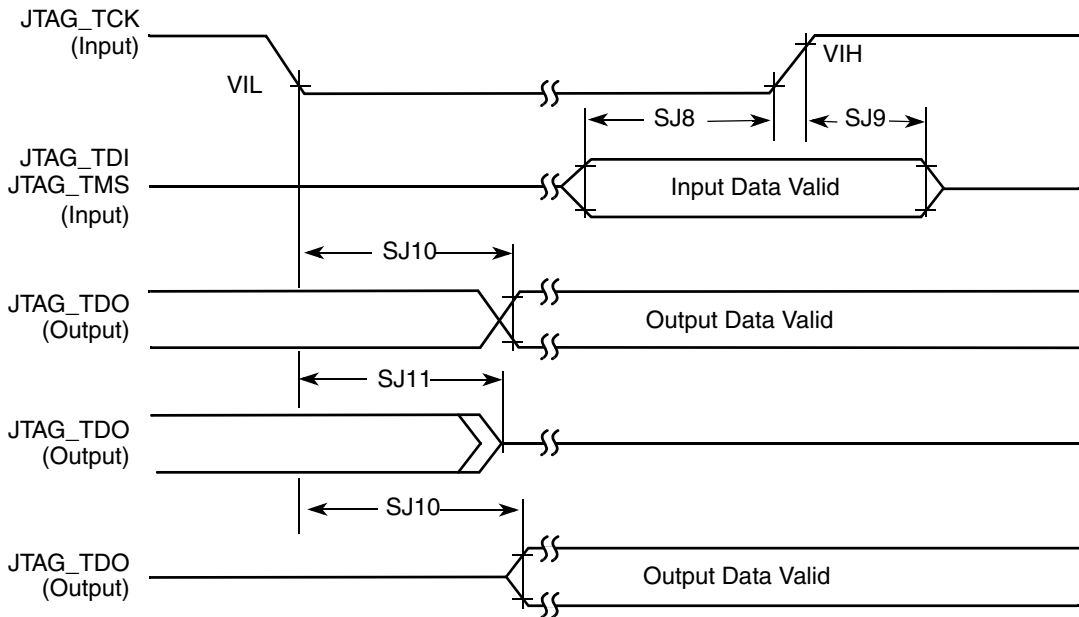 JTAG_TCK
(Input)
VIL
VIH
SJ8
SJ9
JTAG_TDI
JTAG_TMS
(Input)
Input Data Valid
SJ10
JTAG_TDO
(Output)
Output Data Valid
SJ11
JTAG_TDO
(Output)
SJ10
JTAG_TDO
(Output)
Output Data Valid